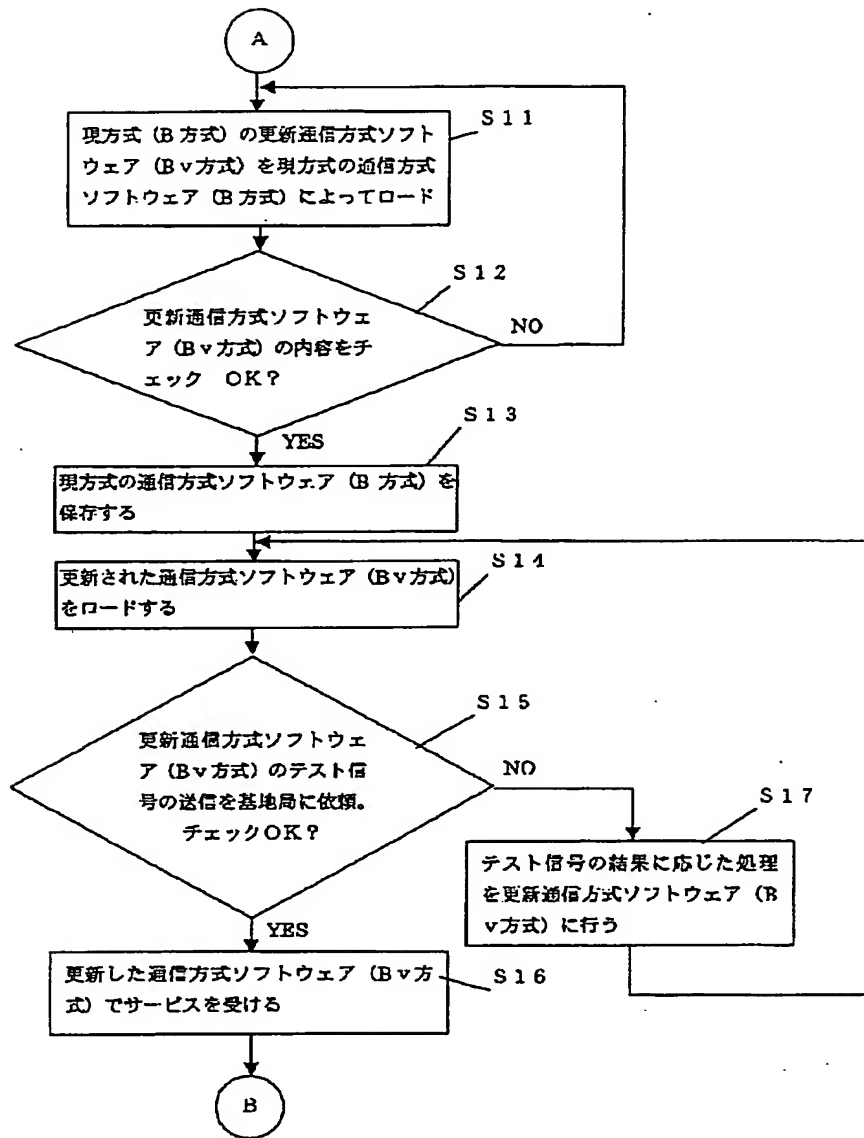 A
S11
現方式（B方式）の更新通信方式ソフト
ウェア（Bv方式）を現方式の通信方式
ソフトウェア（B方式）によってロード
S12
更新通信方式ソフトウェ
ア（Bv方式）の内容をチ
ェック　OK？
NO
YES
S13
現方式の通信方式ソフトウェア（B方式）を
保存する
S14
更新された通信方式ソフトウェア（Bv方式）
をロードする
S15
更新通信方式ソフトウェ
ア（Bv方式）のテスト信
号の送信を基地局に依頼。
チェックOK？
NO
S17
テスト信号の結果に応じた処理
を更新通信方式ソフトウェア（B
v方式）に行う
YES
更新した通信方式ソフトウェア（Bv方
式）でサービスを受ける
S16
B